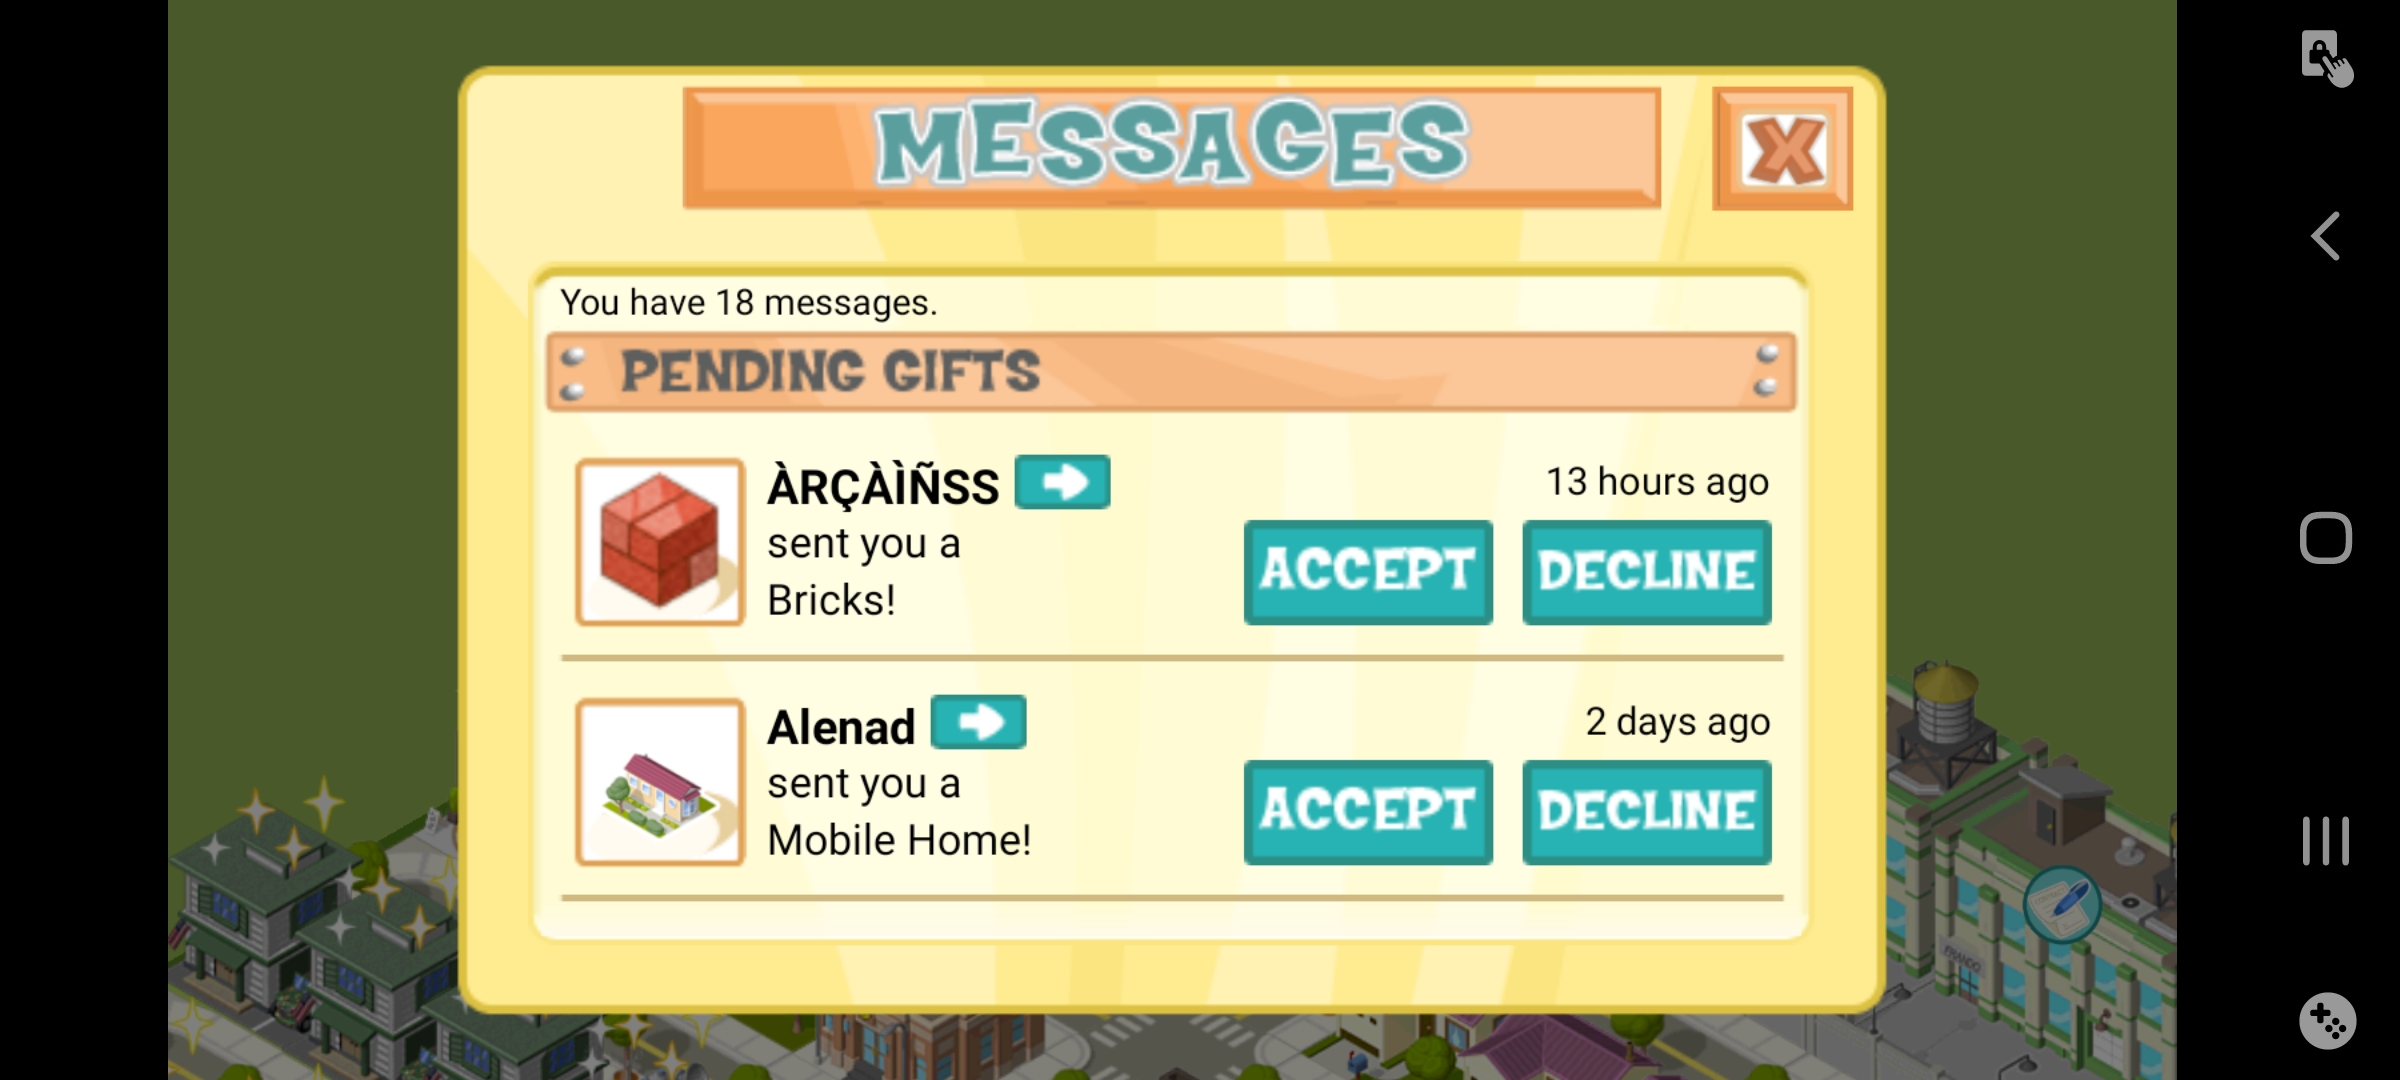 MESSAGES
You have 18 messages.
PENDING GIFTS
ÀRÇÀÌÑSS
13 hours ago
sent you a
Bricks!
ACCEPT DECLINE
Alenad
2 days ago
sent you a
Mobile Home!
ACCEPT DECLINE